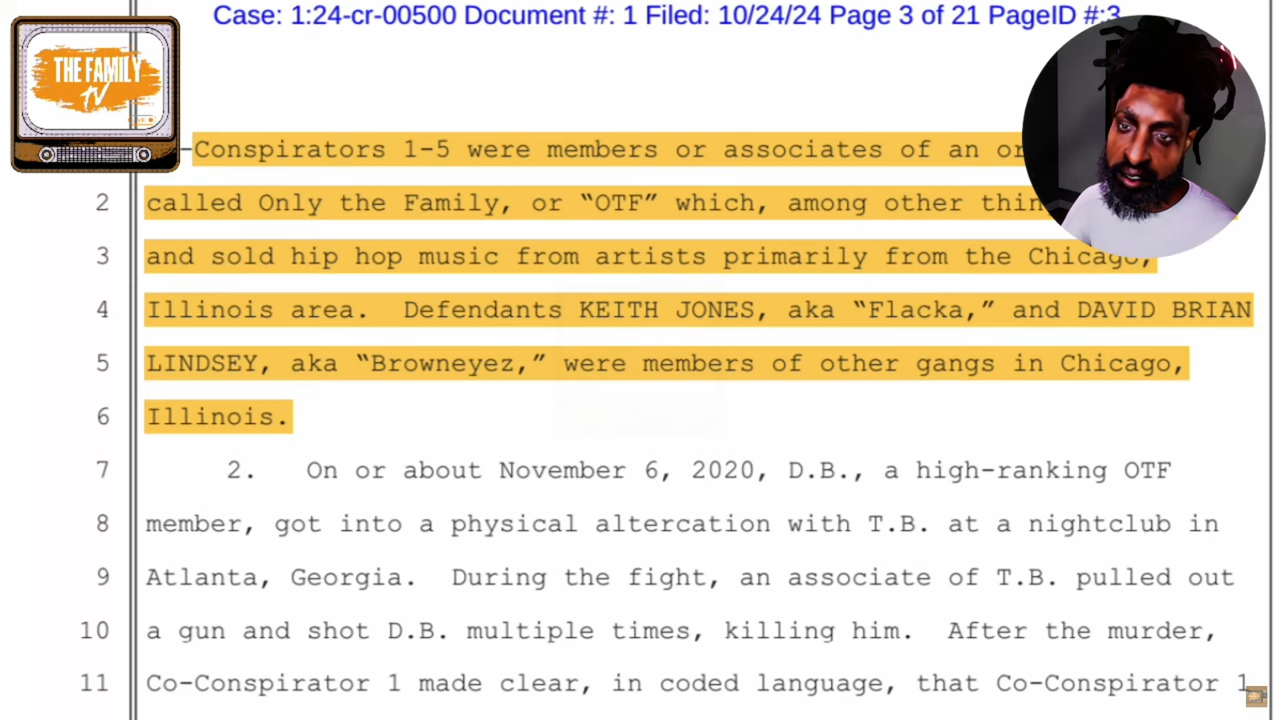 Case: 1:24-cr-00500 Document #: 1 Filed: 10/24/24 Page 3 of 21 PageID #:3
THE FAMILY
TV
-Conspirators 1-5 were members or associates of an
2 called Only the Family, or “OTF” which, among other
3 and sold hip hop music from artists primarily from the Chicago,
4 Illinois area. Defendants KEITH JONES, aka “Flacka,” and DAVID BRIAN
5 LINDSEY, aka “Browneyez,” were members of other gangs in Chicago,
6 Illinois.
7 2. On or about November 6, 2020, D.B., a high-ranking OTF
8 member, got into a physical altercation with T.B. at a nightclub in
9 Atlanta, Georgia. During the fight, an associate of T.B. pulled out
10 a gun and shot D.B. multiple times, killing him. After the murder,
11 Co-Conspirator 1 made clear, in coded language, that Co-Conspirator 1